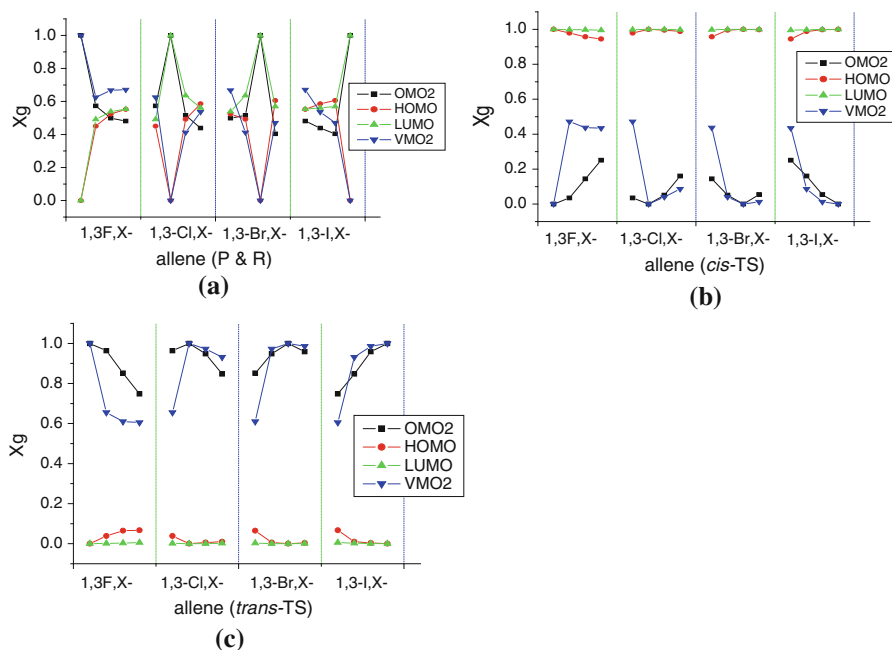 Xg
1.0
0.8
0.6
0.4
0.2
0.0
OMO2
HOMO
LUMO
VMO2
1,3F,X-
1,3-Cl,X-
1,3-Br,X-
1,3-I,X-
allene (P & R)
(a)
Xg
1.0
0.8
0.6
0.4
0.2
0.0
OMO2
HOMO
LUMO
VMO2
1,3F,X-
1,3-Cl,X-
1,3-Br,X-
1,3-I,X-
allene (cis-TS)
(b)
Xg
1.0
0.8
0.6
0.4
0.2
0.0
OMO2
HOMO
LUMO
VMO2
1,3F,X-
1,3-Cl,X-
1,3-Br,X-
1,3-I,X-
allene (trans-TS)
(c)